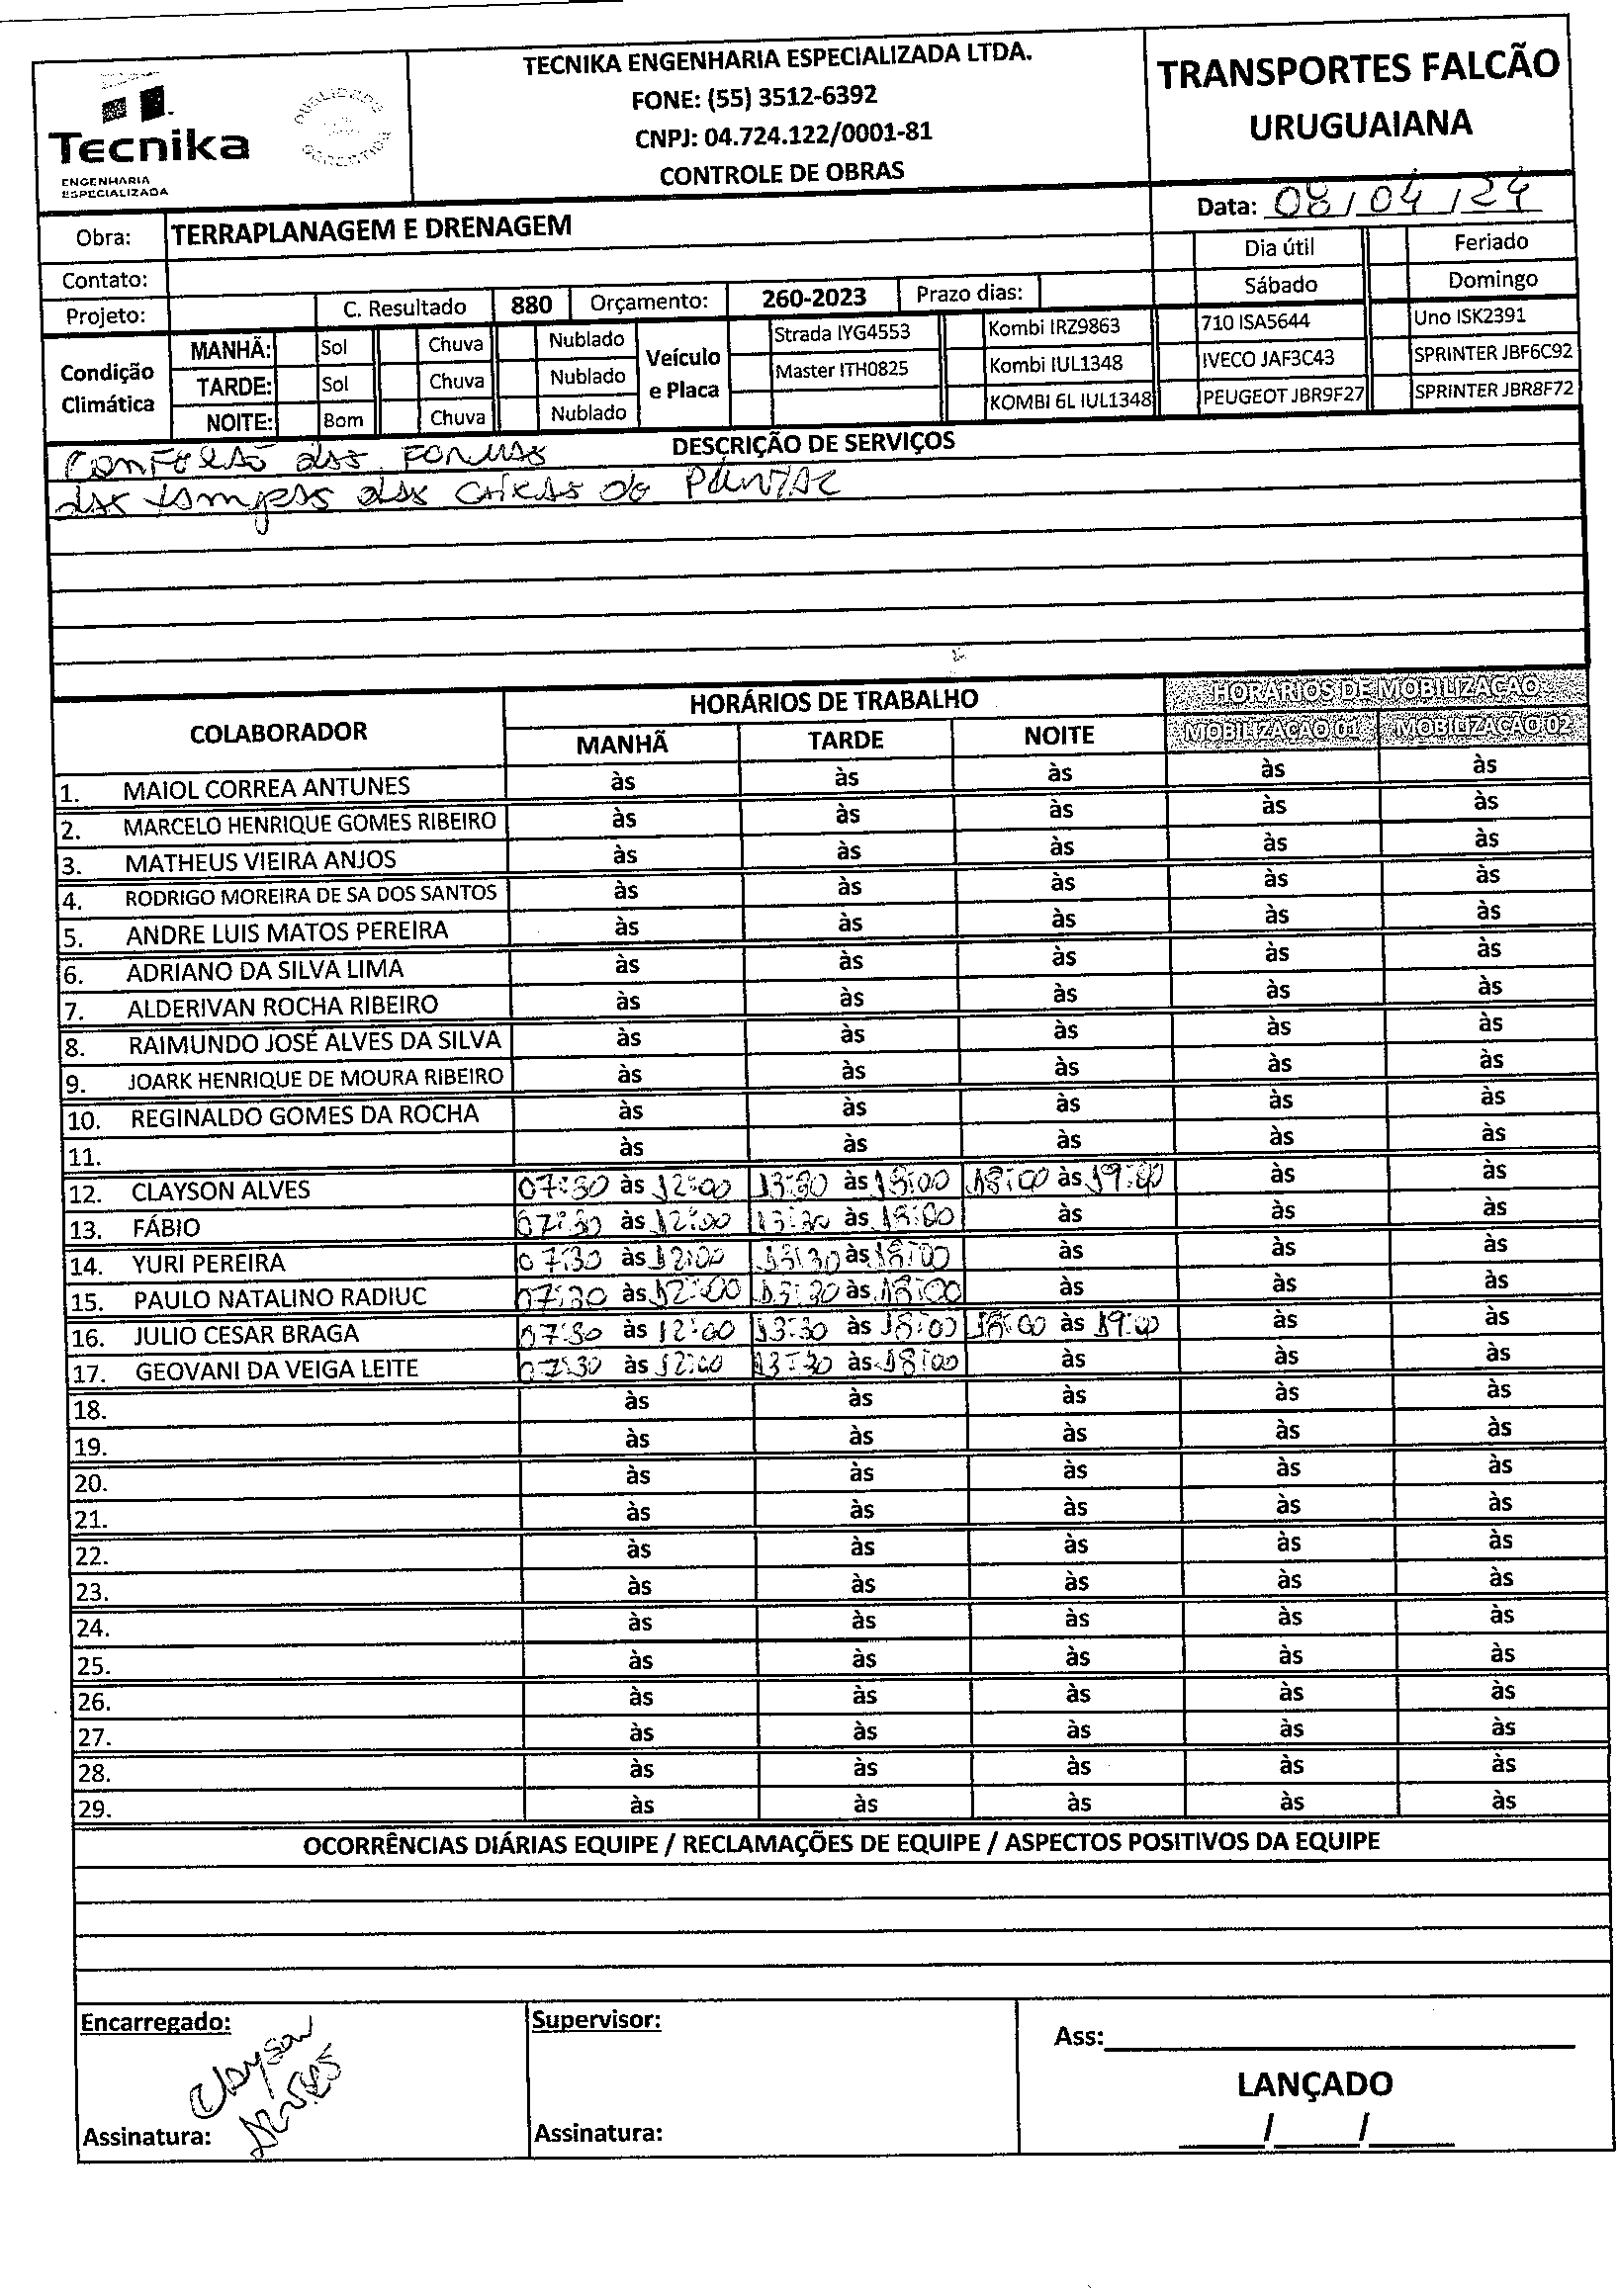 TECNIKA ENGENHARIA ESPECIALIZADA LTDA.
FONE: (55) 3512-6392
CNPJ: 04.724.122/0001-81
CONTROLE DE OBRAS
Tecnika
ENGENHARIA
ESPECIALIZADA
TRANSPORTES FALCÃO
URUGUAIANA
Data: 08/04/24
Obra: TERRAPLANAGEM E DRENAGEM
Dia útil Feriado
Contato:
Sábado Domingo
Projeto: C. Resultado 880 Orçamento: 260-2023 Prazo dias:
Condição Climática
MANHÃ: Sol Chuva Nublado
TARDE: Sol Chuva Nublado
NOITE: Bom Chuva Nublado
Veículo e Placa
Strada IYG4553 Kombi IRZ9863 710 ISA5644 Uno ISK2391
Master ITH0825 Kombi IUL1348 IVECO JAF3C43 SPRINTER JBF6C92
KOMBI 6L IUL1348 PEUGEOT JBR9F27 SPRINTER JBR8F72
DESCRIÇÃO DE SERVIÇOS
das tampas das caixas do
COLABORADOR HORÁRIOS DE TRABALHO HORÁRIOS DE MOBILIZAÇÃO
MANHÃ TARDE NOITE MOBILIZAÇÃO 01 MOBILIZAÇÃO 02
1. MAIOL CORREA ANTUNES às às às às às
2. MARCELO HENRIQUE GOMES RIBEIRO às às às às às
3. MATHEUS VIEIRA ANJOS às às às às às
4. RODRIGO MOREIRA DE SA DOS SANTOS às às às às às
5. ANDRE LUIS MATOS PEREIRA às às às às às
6. ADRIANO DA SILVA LIMA às às às às às
7. ALDERIVAN ROCHA RIBEIRO às às às às às
8. RAIMUNDO JOSÉ ALVES DA SILVA às às às às às
9. JOARK HENRIQUE DE MOURA RIBEIRO às às às às às
10. REGINALDO GOMES DA ROCHA às às às às às
11. às às às às às
12. CLAYSON ALVES 07:30 às 12:00 13:30 às 18:00 18:00 às 19:00 às às
13. FÁBIO 07:30 às 12:00 13:30 às 18:00 às às às
14. YURI PEREIRA 07:30 às 12:00 13:30 às 18:00 às às às
15. PAULO NATALINO RADIUC 07:30 às 12:00 13:30 às 18:00 às às às
16. JULIO CESAR BRAGA 07:30 às 12:00 13:30 às 18:00 18:00 às 19:00 às às
17. GEOVANI DA VEIGA LEITE 07:30 às 12:00 13:30 às 18:00 às às às
18. às às às às às
19. às às às às às
20. às às às às às
21. às às às às às
22. às às às às às
23. às às às às às
24. às às às às às
25. às às às às às
26. às às às às às
27. às às às às às
28. às às às às às
29. às às às às às
OCORRÊNCIAS DIÁRIAS EQUIPE / RECLAMAÇÕES DE EQUIPE / ASPECTOS POSITIVOS DA EQUIPE
Encarregado: Supervisor: Ass:
Clayson
Alves
LANÇADO
Assinatura: Assinatura: / /